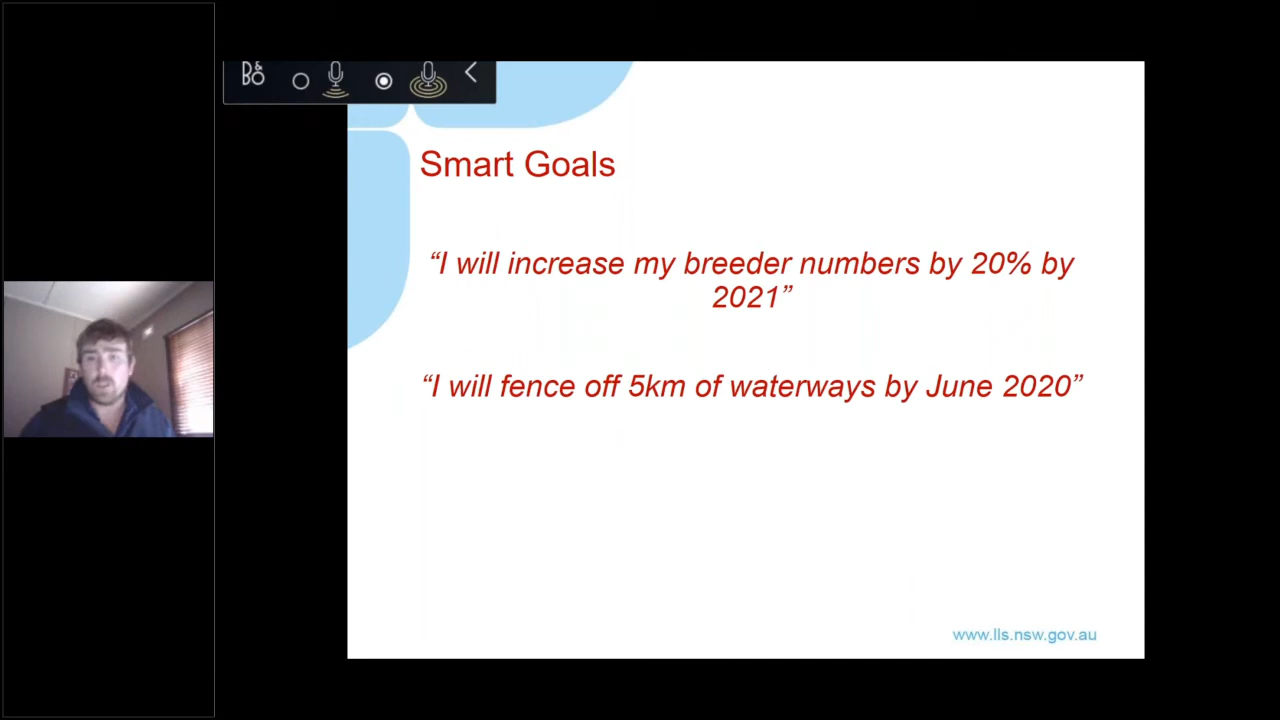 B&
BO
Smart Goals
“I will increase my breeder numbers by 20% by
2021”
“I will fence off 5km of waterways by June 2020”
www.lls.nsw.gov.au